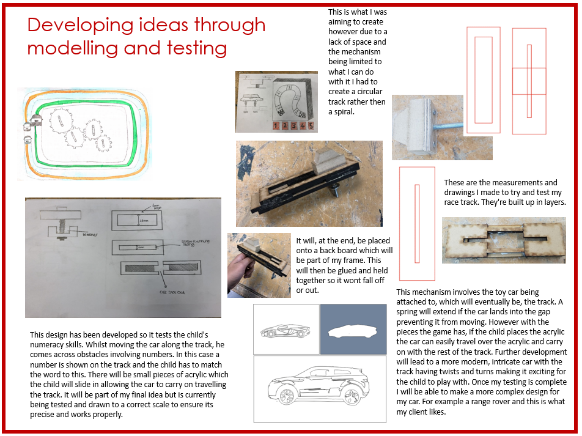 Developing ideas through
modelling and testing
This is what I was
aiming to create
however due to a
lack of space and
the mechanism
being limited to
what I can do
with it I had to
create a circular
track rather then
a spiral.
These are the measurements and
drawings I made to try and test my
race track. They're built up in layers.
It will, at the end, be placed
onto a back board which will
be part of my frame. This
will then be glued and held
together so it wont fall off
or out.
This mechanism involves the toy car being
attached to, which will eventually be, the track. A
spring will extend if the car lands into the gap
preventing it from moving. However with the
pieces the game has, if the child places the acrylic
the car can easily travel over the acrylic and carry
on with the rest of the track. Further development
will lead to a more modern, intricate car with the
track having twists and turns making it exciting for
the child to play with. Once my testing is complete
I will be able to make a more complex design for
my car. For example a range rover and this is what
my client likes.
This design has been developed so it tests the child's
numeracy skills. Whilst moving the car along the track, he
comes across obstacles involving numbers. In this case a
number is shown on the track and the child has to match
the word to this. There will be small pieces of acrylic which
the child will slide in allowing the car to carry on travelling
the track. It will be part of my final idea but is currently
being tested and drawn to a correct scale to ensure its
precise and works properly.